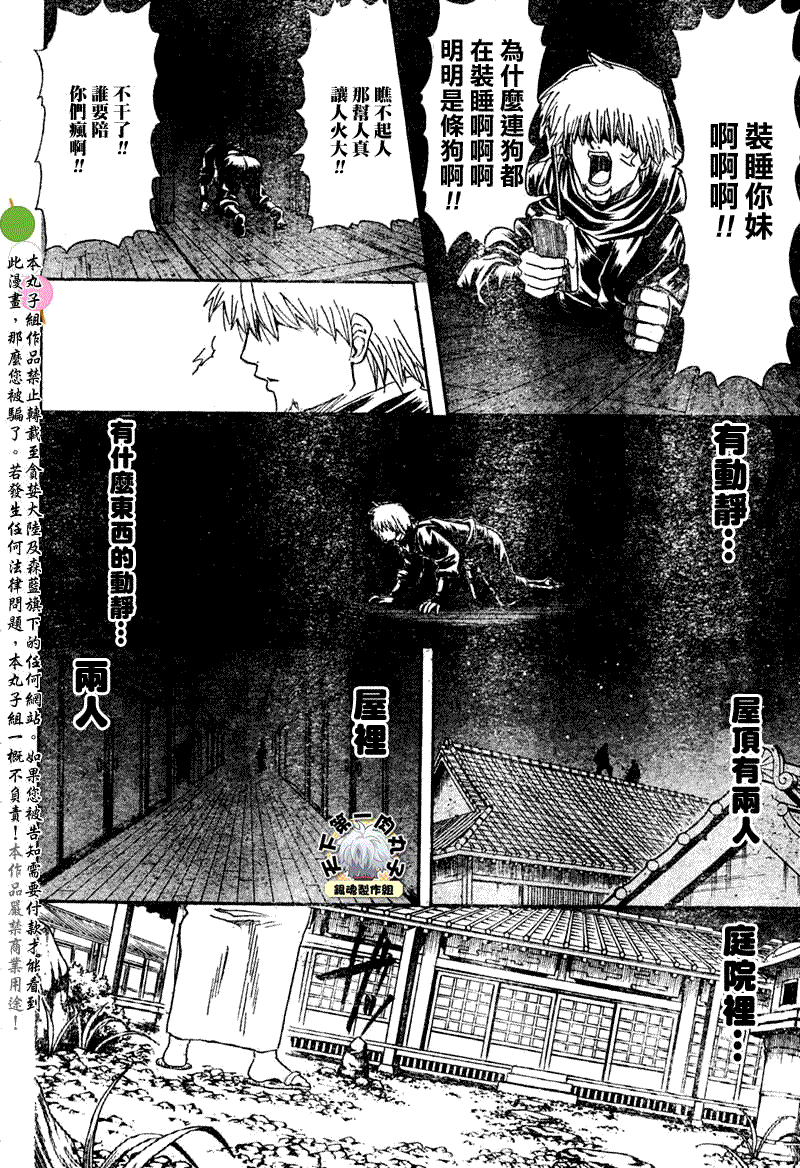 裝睡你妹
啊啊啊!!
為什麼連狗都
在裝睡啊啊啊
明明是條狗啊!!
瞧不起人
那幫人真
讓人火大!!
不干了!!
誰要陪
你們瘋啊!!
有動靜…
有什麼東西的動靜…
屋頂有兩人
屋裡
兩人
庭院裡…
天下第一肉丸子
銀魂製作組
本丸子組作品禁止轉載至貪婪大陸及森藍旗下的任何網站。如果您被告知需要付款才能看到
此漫畫，那麼您被騙了。若發生任何法律問題，本丸子組一概不負責！本作品嚴禁商業用途！